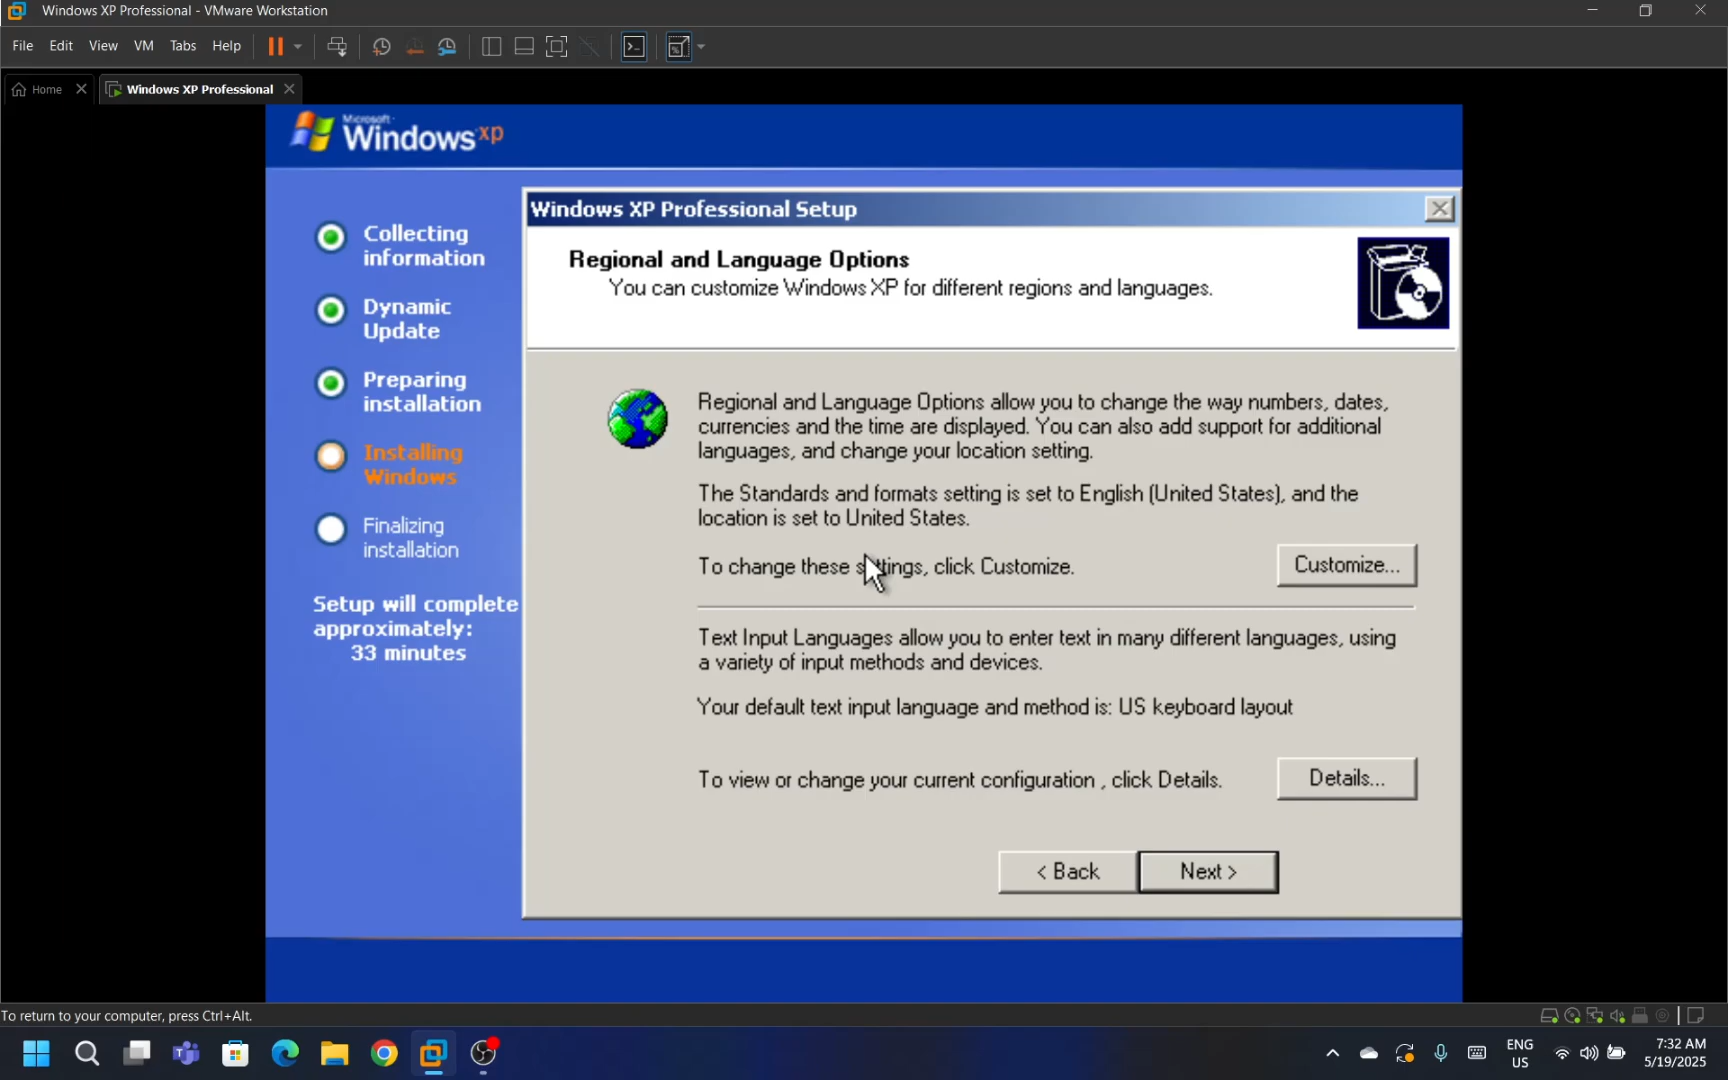 Windows XP Professional - VMware Workstation
File Edit View VM Tabs Help
Home
Windows XP Professional
Microsoft
Windows xp
Collecting
information
Dynamic
Update
Preparing
installation
Installing
Windows
Finalizing
installation
Setup will complete
approximately:
33 minutes
Windows XP Professional Setup
Regional and Language Options
You can customize Windows XP for different regions and languages.
Regional and Language Options allow you to change the way numbers, dates,
currencies and the time are displayed. You can also add support for additional
languages, and change your location setting.
The Standards and formats setting is set to English (United States), and the
location is set to United States.
To change these settings, click Customize.
Customize...
Text Input Languages allow you to enter text in many different languages, using
a variety of input methods and devices.
Your default text input language and method is: US keyboard layout
To view or change your current configuration , click Details.
Details...
< Back
Next >
To return to your computer, press Ctrl+Alt.
ENG
US
7:32 AM
5/19/2025